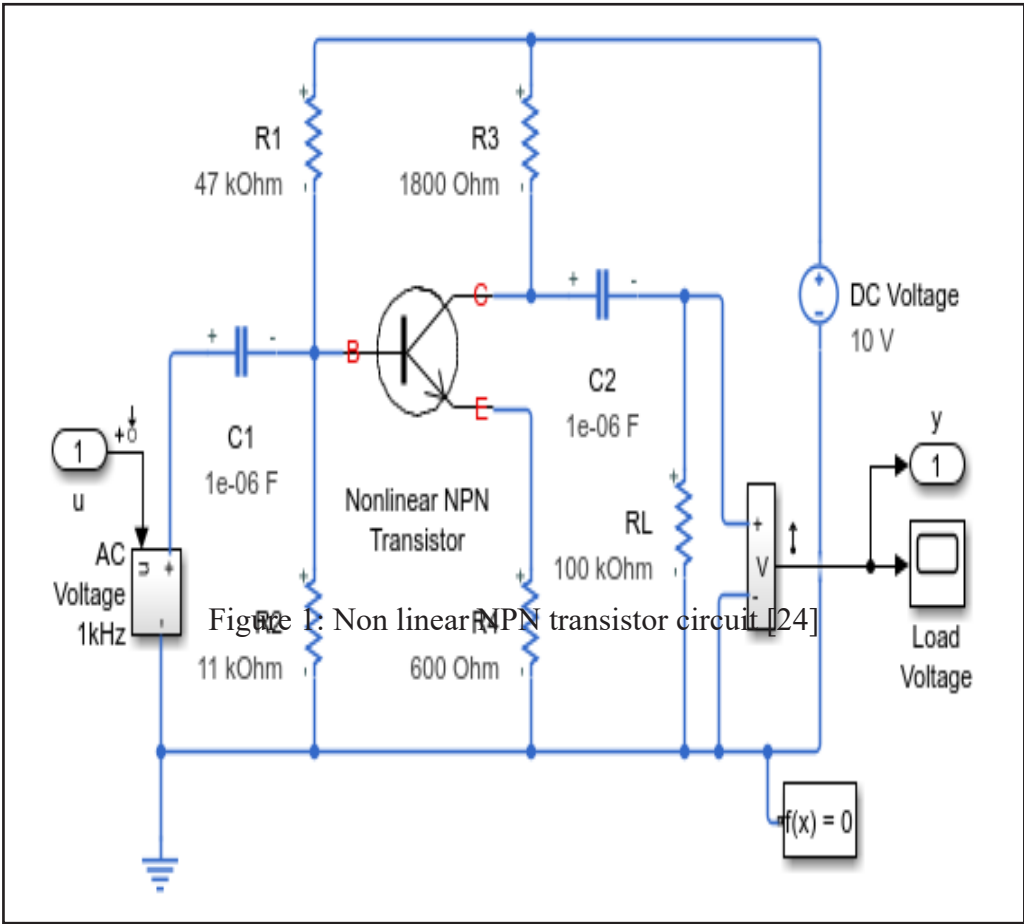 R1
47 kOhm
R3
1800 Ohm
C
DC Voltage
10 V
B
C2
1e-06 F
E
C1
1e-06 F
y
1
1
u
Nonlinear NPN
Transistor
RL
100 kOhm
AC
Voltage
1kHz
u
V
Figure 1: Non linear NPN transistor circuit [24]
R2
R4
11 kOhm
600 Ohm
Load
Voltage
f(x) = 0